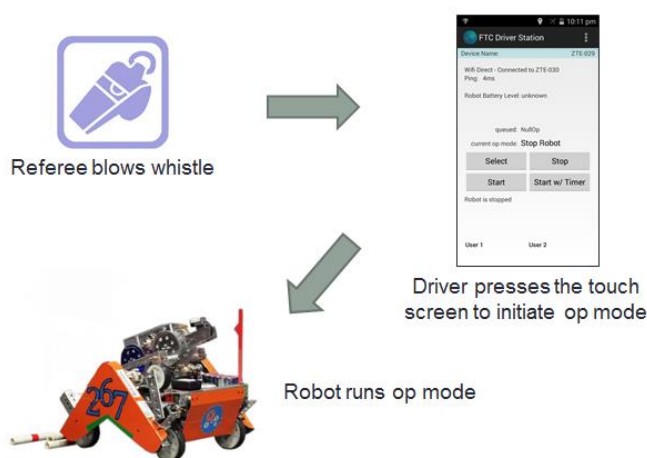 10:11 pm
FTC Driver Station
Device Name: ZTE-029
Wifi Direct - Connected to ZTE-030
Ping: 4ms
Robot Battery Level: unknown
queued: NullOp
current op mode: Stop Robot
Select Stop
Start Start w/ Timer
Robot is stopped
User 1 User 2
Referee blows whistle
Driver presses the touch
screen to initiate op mode
267
Robot runs op mode